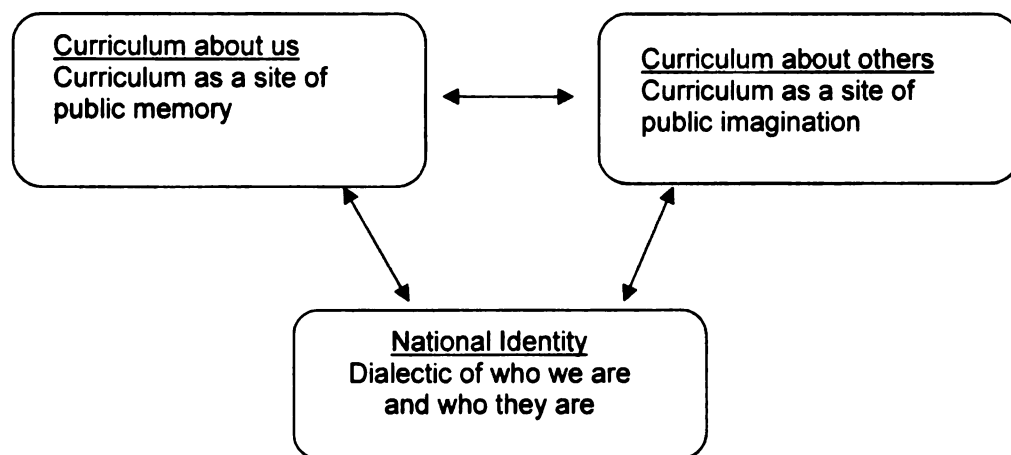 Curriculum about us
Curriculum as a site of
public memory
Curriculum about others
Curriculum as a site of
public imagination
National Identity
Dialectic of who we are
and who they are